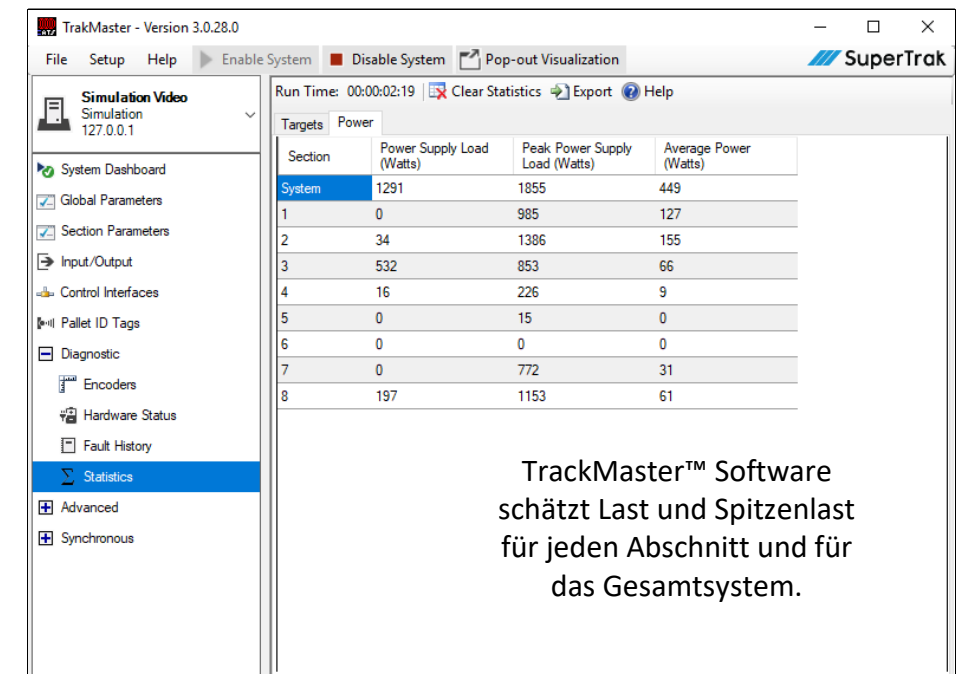 TrakMaster - Version 3.0.28.0
File Setup Help Enable System Disable System Pop-out Visualization SuperTrak
Simulation Video
Simulation
127.0.0.1
System Dashboard
Global Parameters
Section Parameters
Input/Output
Control Interfaces
Pallet ID Tags
Diagnostic
Encoders
Hardware Status
Fault History
Statistics
Advanced
Synchronous
Run Time: 00:00:02:19 Clear Statistics Export Help
Targets Power
Section Power Supply Load (Watts) Peak Power Supply Load (Watts) Average Power (Watts)
System 1291 1855 449
1 0 985 127
2 34 1386 155
3 532 853 66
4 16 226 9
5 0 15 0
6 0 0 0
7 0 772 31
8 197 1153 61
TrackMaster™ Software
schätzt Last und Spitzenlast
für jeden Abschnitt und für
das Gesamtsystem.